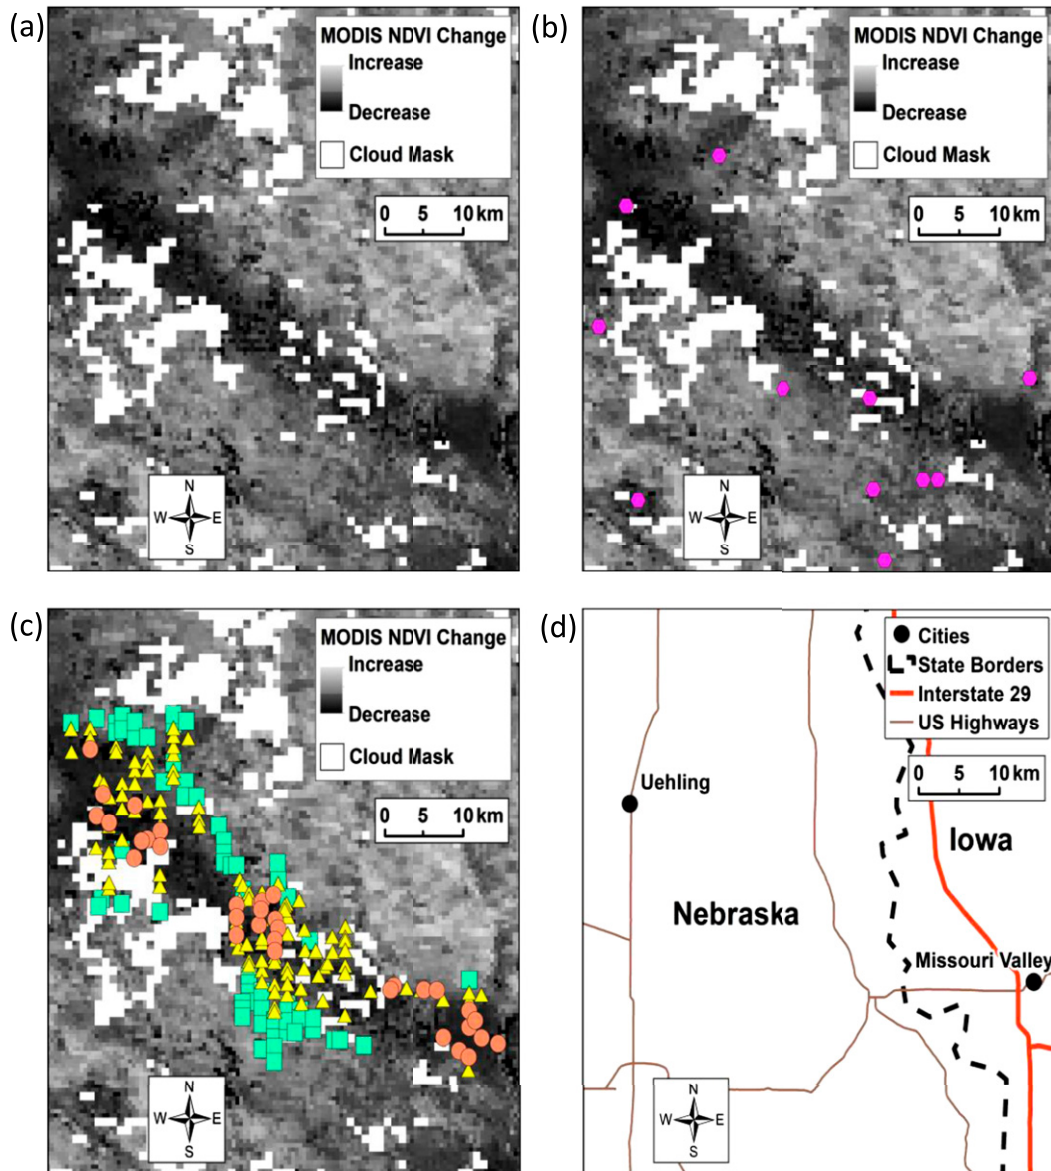 (a)
MODIS NDVI Change
Increase
Decrease
Cloud Mask
0 5 10 km
N
W E
S
(b)
MODIS NDVI Change
Increase
Decrease
Cloud Mask
0 5 10 km
N
W E
S
(c)
MODIS NDVI Change
Increase
Decrease
Cloud Mask
0 5 10 km
N
W E
S
(d)
Cities
State Borders
Interstate 29
US Highways
0 5 10 km
Uehling
Iowa
Nebraska
Missouri Valley
N
W E
S